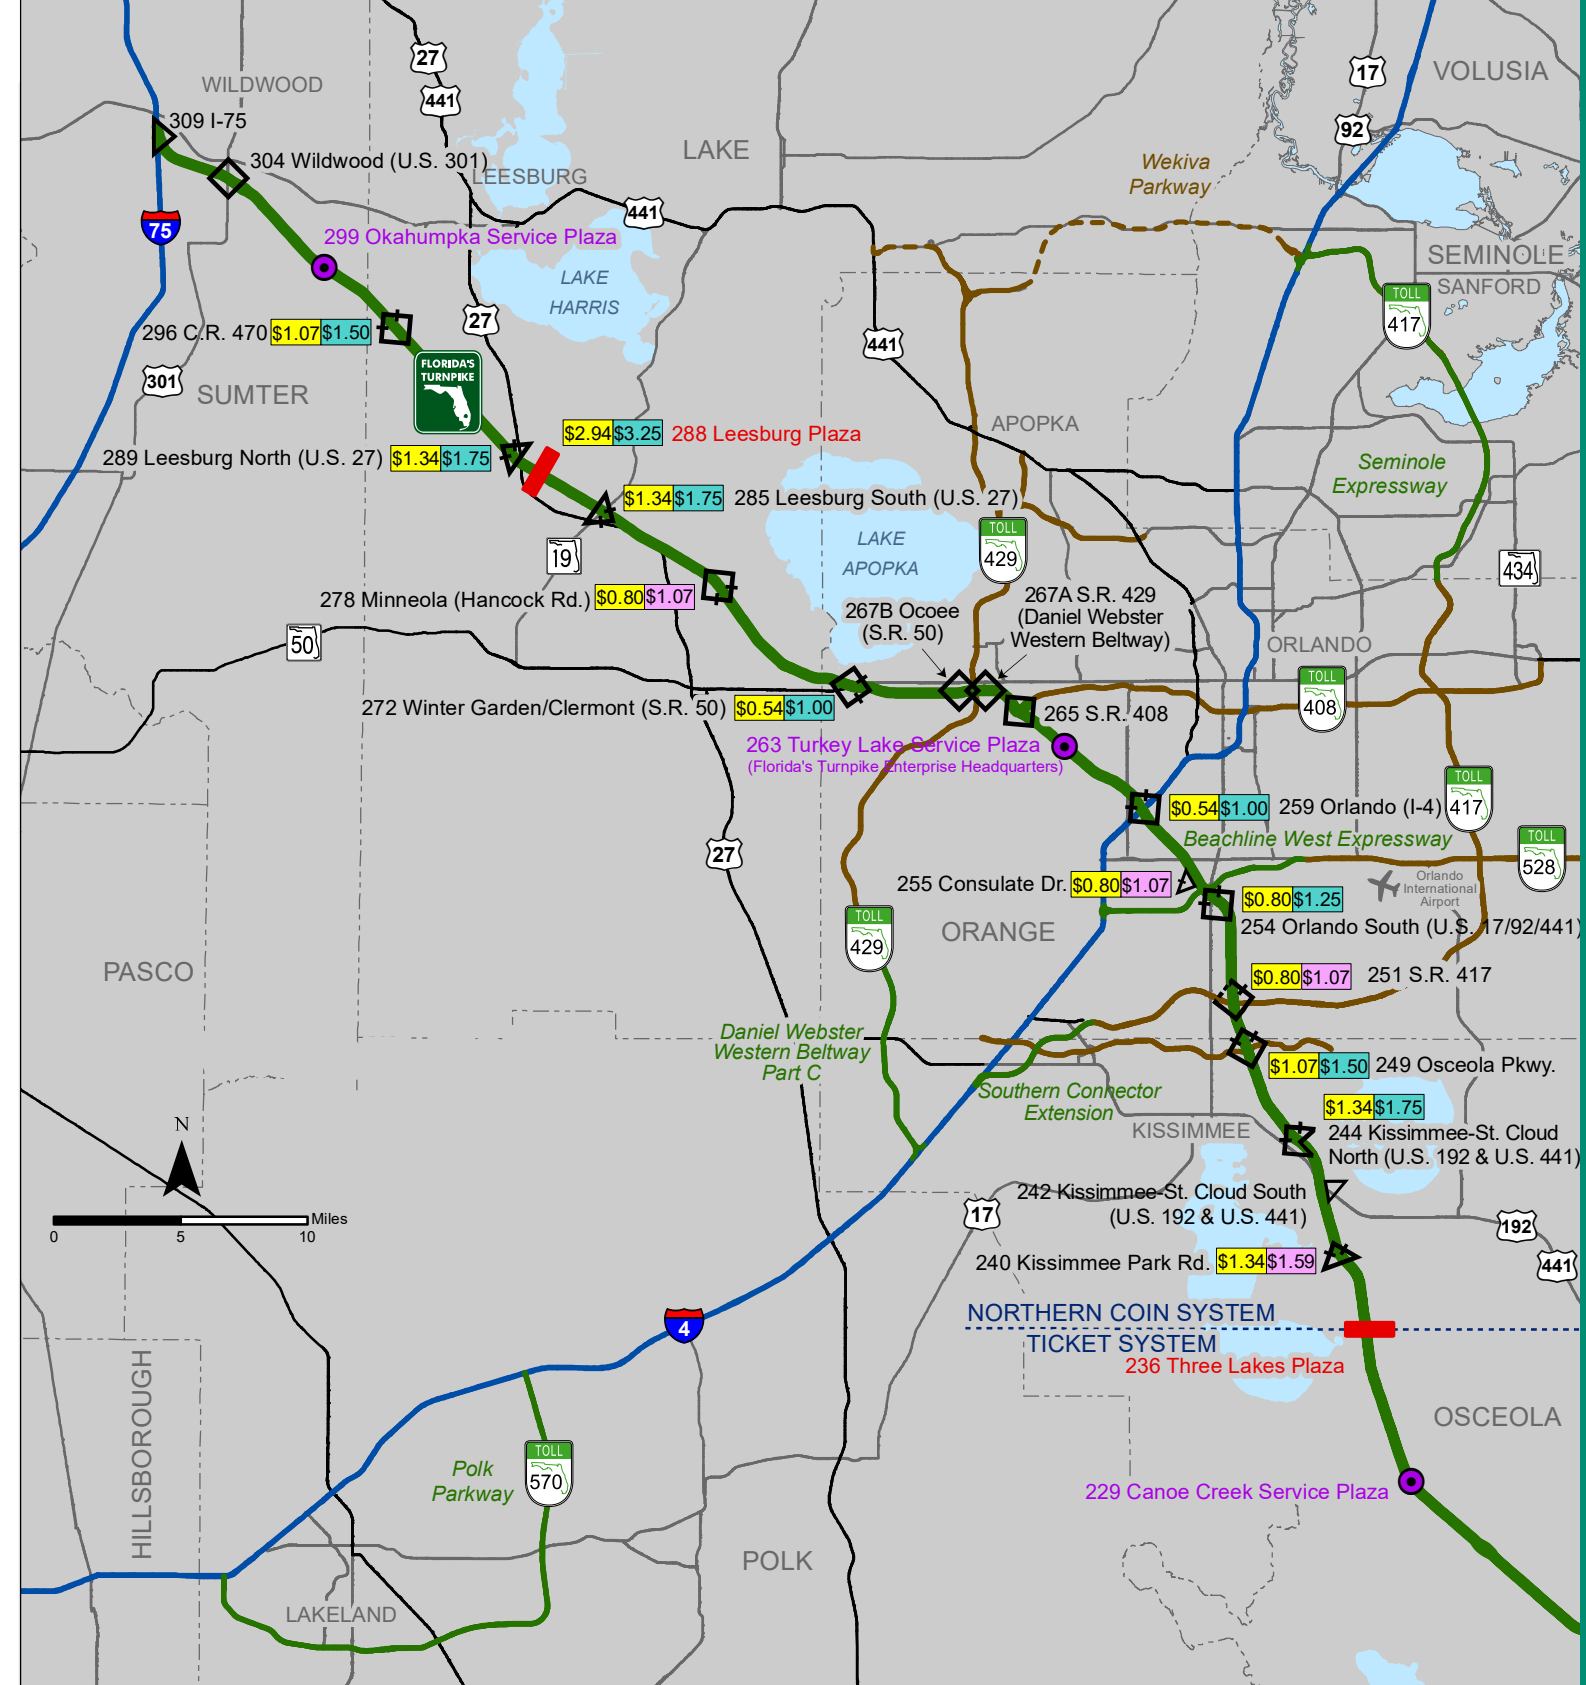 27
17
VOLUSIA
WILDWOOD
441
309 I-75
92
LAKE
304 Wildwood (U.S. 301)
Wekiva
Parkway
LEESBURG
75
441
299 Okahumpka Service Plaza
SEMINOLE
LAKE
HARRIS
SANFORD
TOLL
417
27
296 C.R. 470 $1.07 $1.50
441
FLORIDA'S
TURNPIKE
301
SUMTER
APOPKA
$2.94 $3.25 288 Leesburg Plaza
289 Leesburg North (U.S. 27) $1.34 $1.75
Seminole
Expressway
$1.34 $1.75 285 Leesburg South (U.S. 27)
TOLL
429
LAKE
APOPKA
19
434
278 Minneola (Hancock Rd.) $0.80 $1.07
267B Ocoee
(S.R. 50)
267A S.R. 429
(Daniel Webster
Western Beltway)
50
ORLANDO
TOLL
408
272 Winter Garden/Clermont (S.R. 50) $0.54 $1.00
265 S.R. 408
263 Turkey Lake Service Plaza
(Florida's Turnpike Enterprise Headquarters)
TOLL
417
$0.54 $1.00 259 Orlando (I-4)
Beachline West Expressway
TOLL
528
27
255 Consulate Dr. $0.80 $1.07
Orlando
International
Airport
$0.80 $1.25
254 Orlando South (U.S. 17/92/441)
TOLL
429
ORANGE
PASCO
$0.80 $1.07 251 S.R. 417
Daniel Webster
Western Beltway
Part C
$1.07 $1.50 249 Osceola Pkwy.
Southern Connector
Extension
$1.34 $1.75
244 Kissimmee-St. Cloud
North (U.S. 192 & U.S. 441)
KISSIMMEE
N
242 Kissimmee-St. Cloud South
(U.S. 192 & U.S. 441)
17
192
Miles
0 5 10
240 Kissimmee Park Rd. $1.34 $1.59
441
NORTHERN COIN SYSTEM
TICKET SYSTEM
4
236 Three Lakes Plaza
HILLSBOROUGH
OSCEOLA
TOLL
570
Polk
Parkway
229 Canoe Creek Service Plaza
POLK
LAKELAND